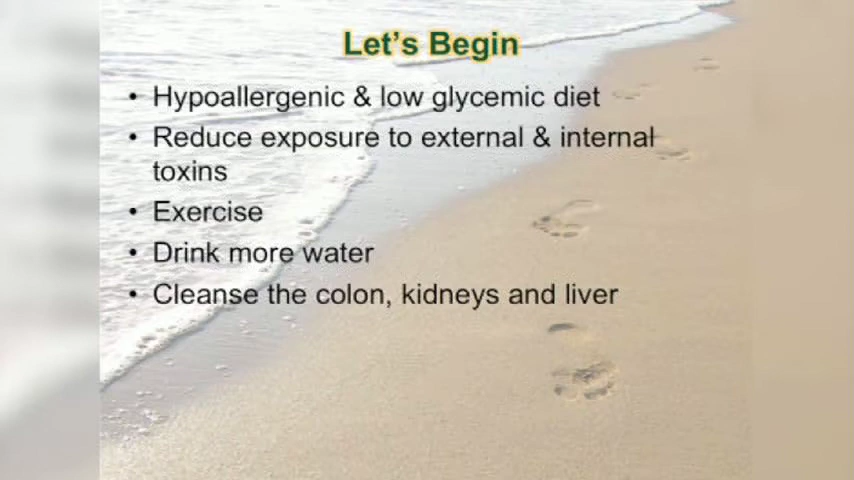 Let's Begin
• Hypoallergenic & low glycemic diet
• Reduce exposure to external & internal
toxins
• Exercise
• Drink more water
• Cleanse the colon, kidneys and liver